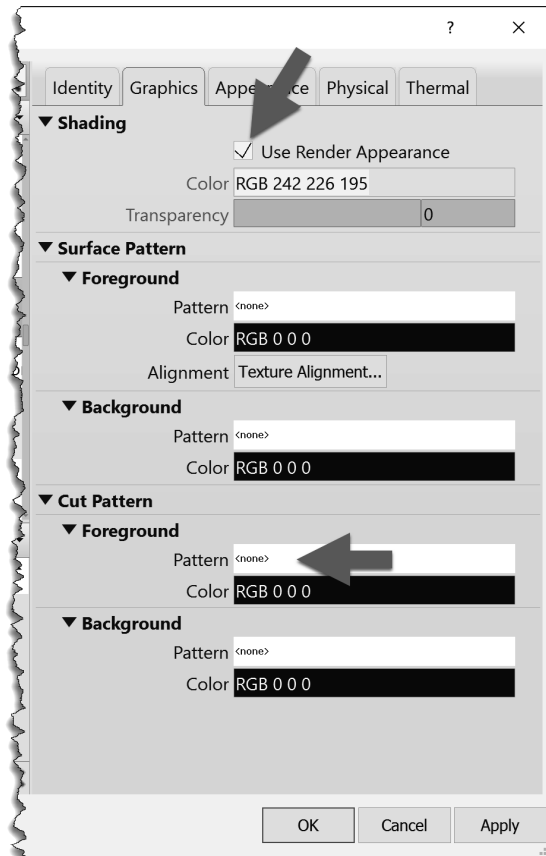 ?
Identity Graphics Appearance Physical Thermal
Shading
Use Render Appearance
Color RGB 242 226 195
Transparency 0
Surface Pattern
Foreground
Pattern <none>
Color RGB 0 0 0
Alignment Texture Alignment...
Background
Pattern <none>
Color RGB 0 0 0
Cut Pattern
Foreground
Pattern <none>
Color RGB 0 0 0
Background
Pattern <none>
Color RGB 0 0 0
OK Cancel Apply